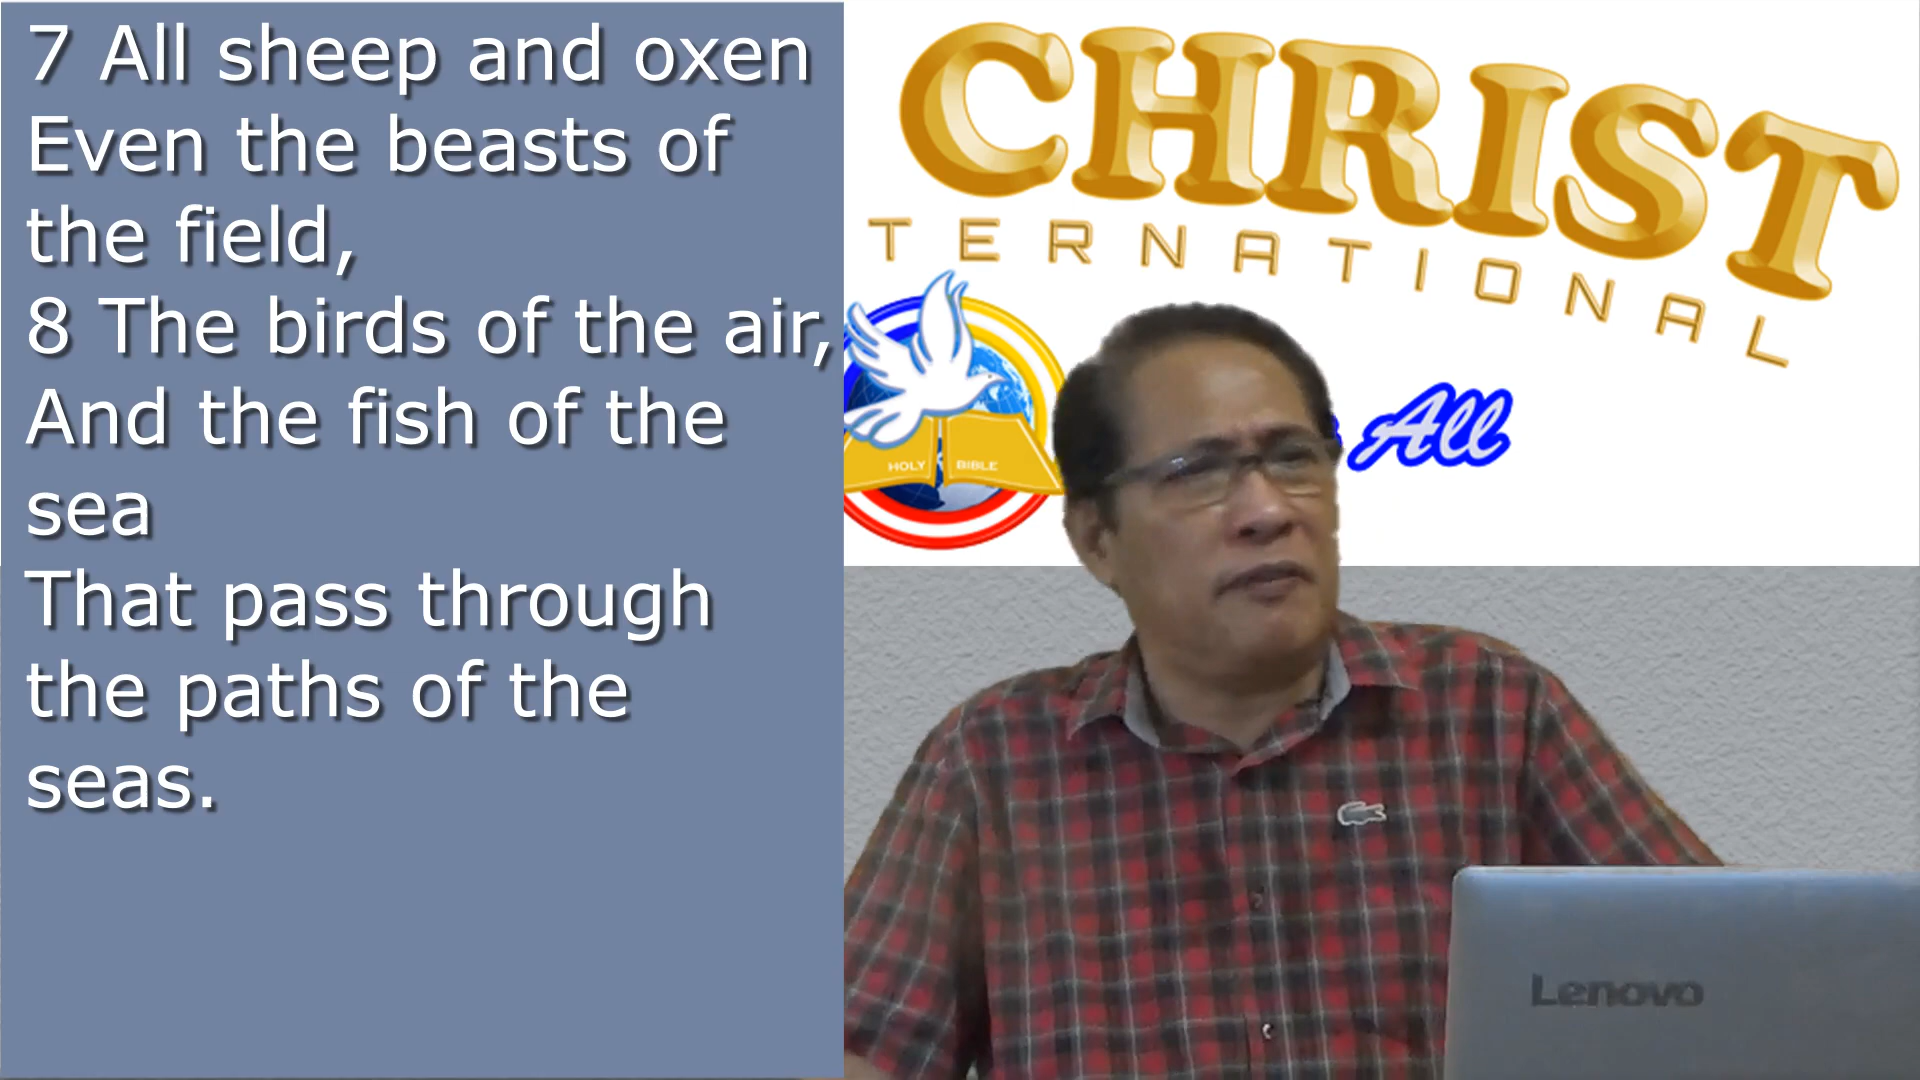 7 All sheep and oxen
Even the beasts of
the field,
8 The birds of the air,
And the fish of the
sea
That pass through
the paths of the
seas.
CHRIST
TERNATIONAL
HOLY BIBLE
All
Lenovo